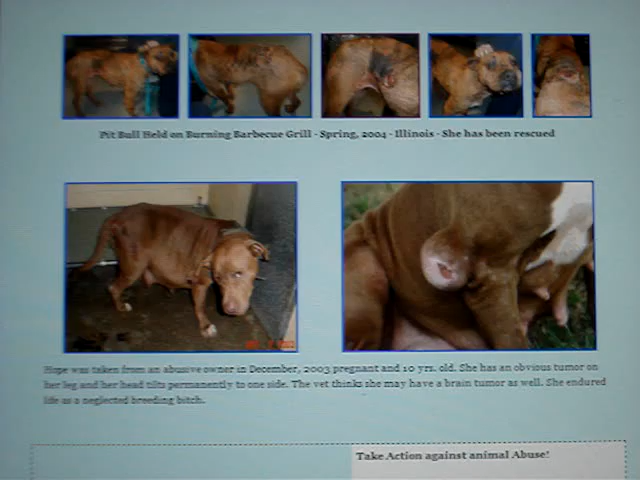 Pit Bull Held on Burning Barbecue Grill - Spring, 2004 - Illinois - She has been rescued
Hope was taken from an abusive owner in December, 2003 pregnant and 10 yrs. old. She has an obvious tumor on
her leg and her head tilts permanently to one side. The vet thinks she may have a brain tumor as well. She endured
life as a neglected breeding bitch.
Take Action against animal Abuse!